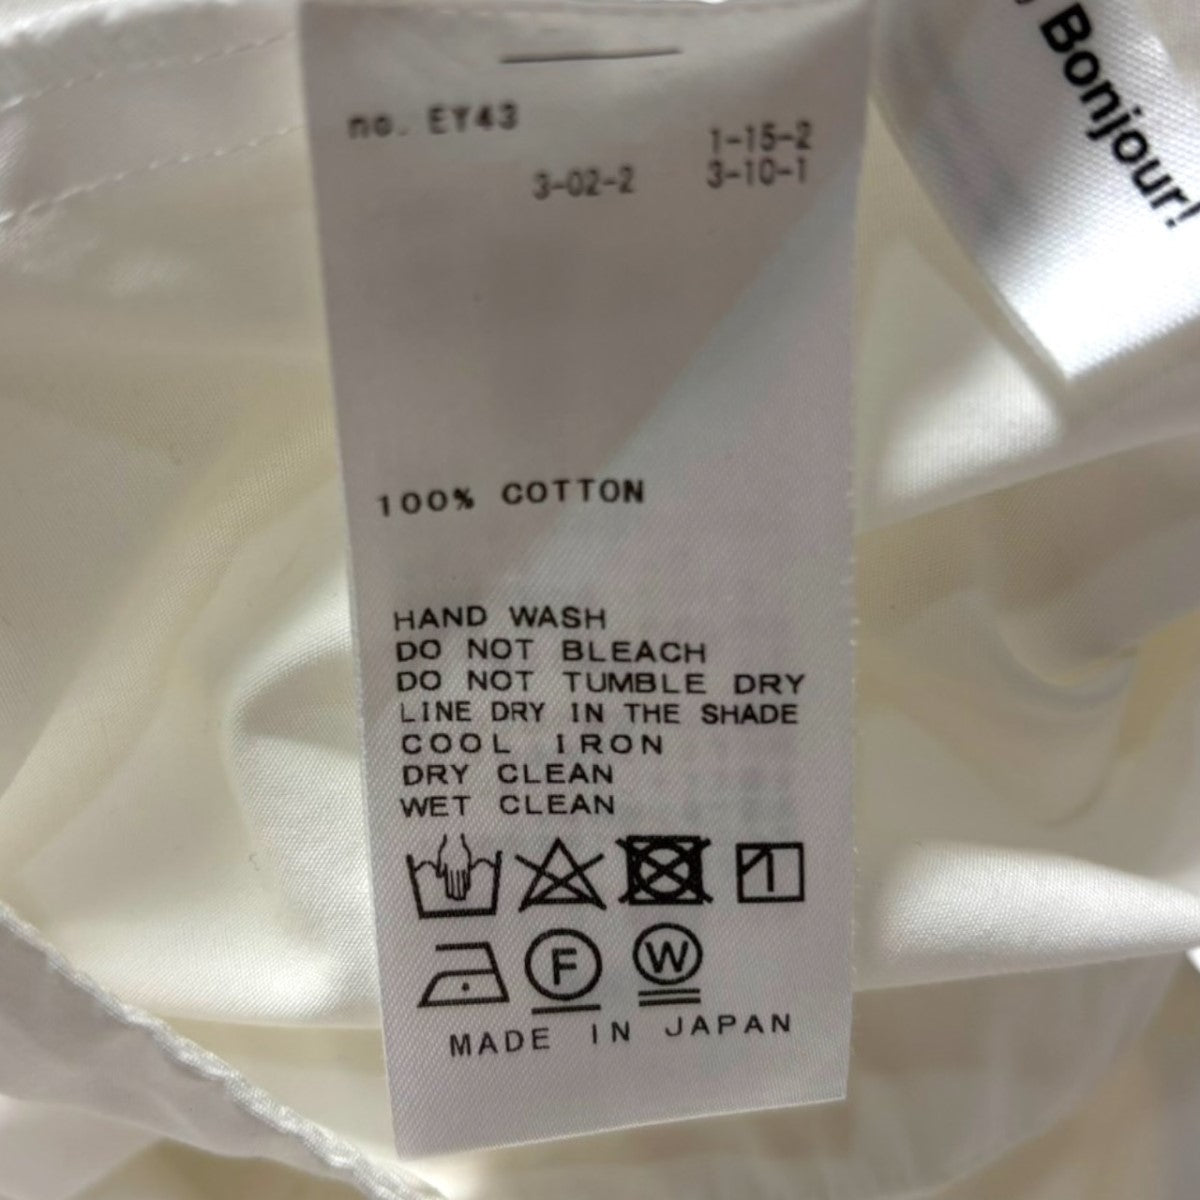 no. EY43
1-15-2
3-02-2 3-10-1
Bonjour!
100% COTTON
HAND WASH
DO NOT BLEACH
DO NOT TUMBLE DRY
LINE DRY IN THE SHADE
COOL IRON
DRY CLEAN
WET CLEAN
F W
MADE IN JAPAN